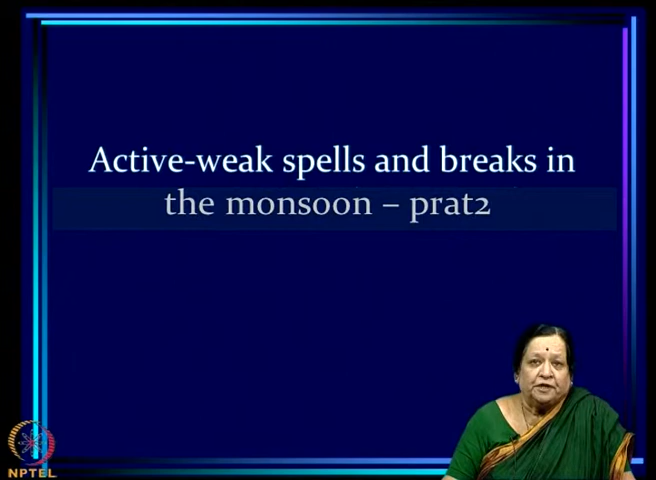 Active-weak spells and breaks in
the monsoon – prat2
NPTEL